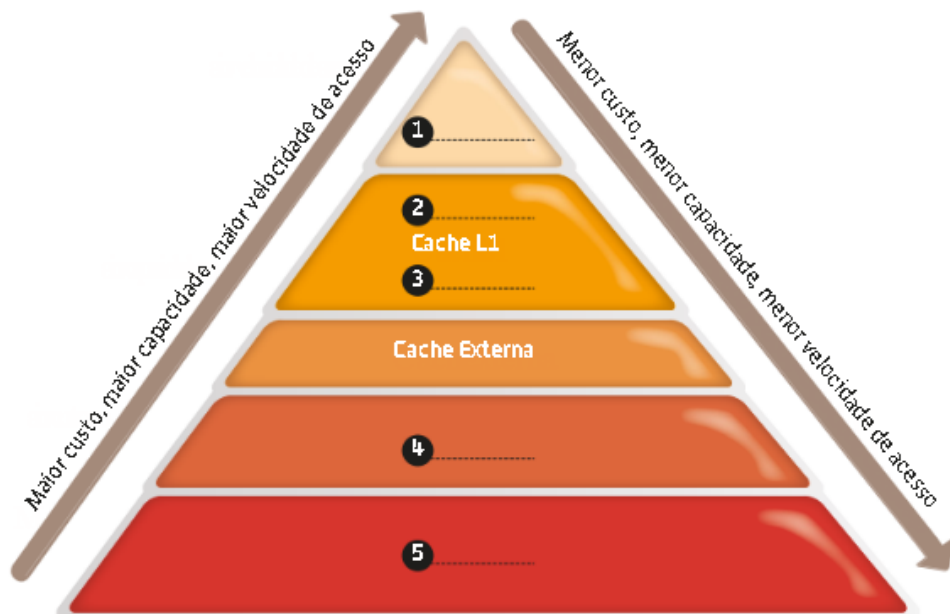 Maior custo, maior capacidade, maior velocidade de acesso
Menor custo, menor capacidade, menor velocidade de acesso
1
2
Cache L1
3
Cache Externa
4
5